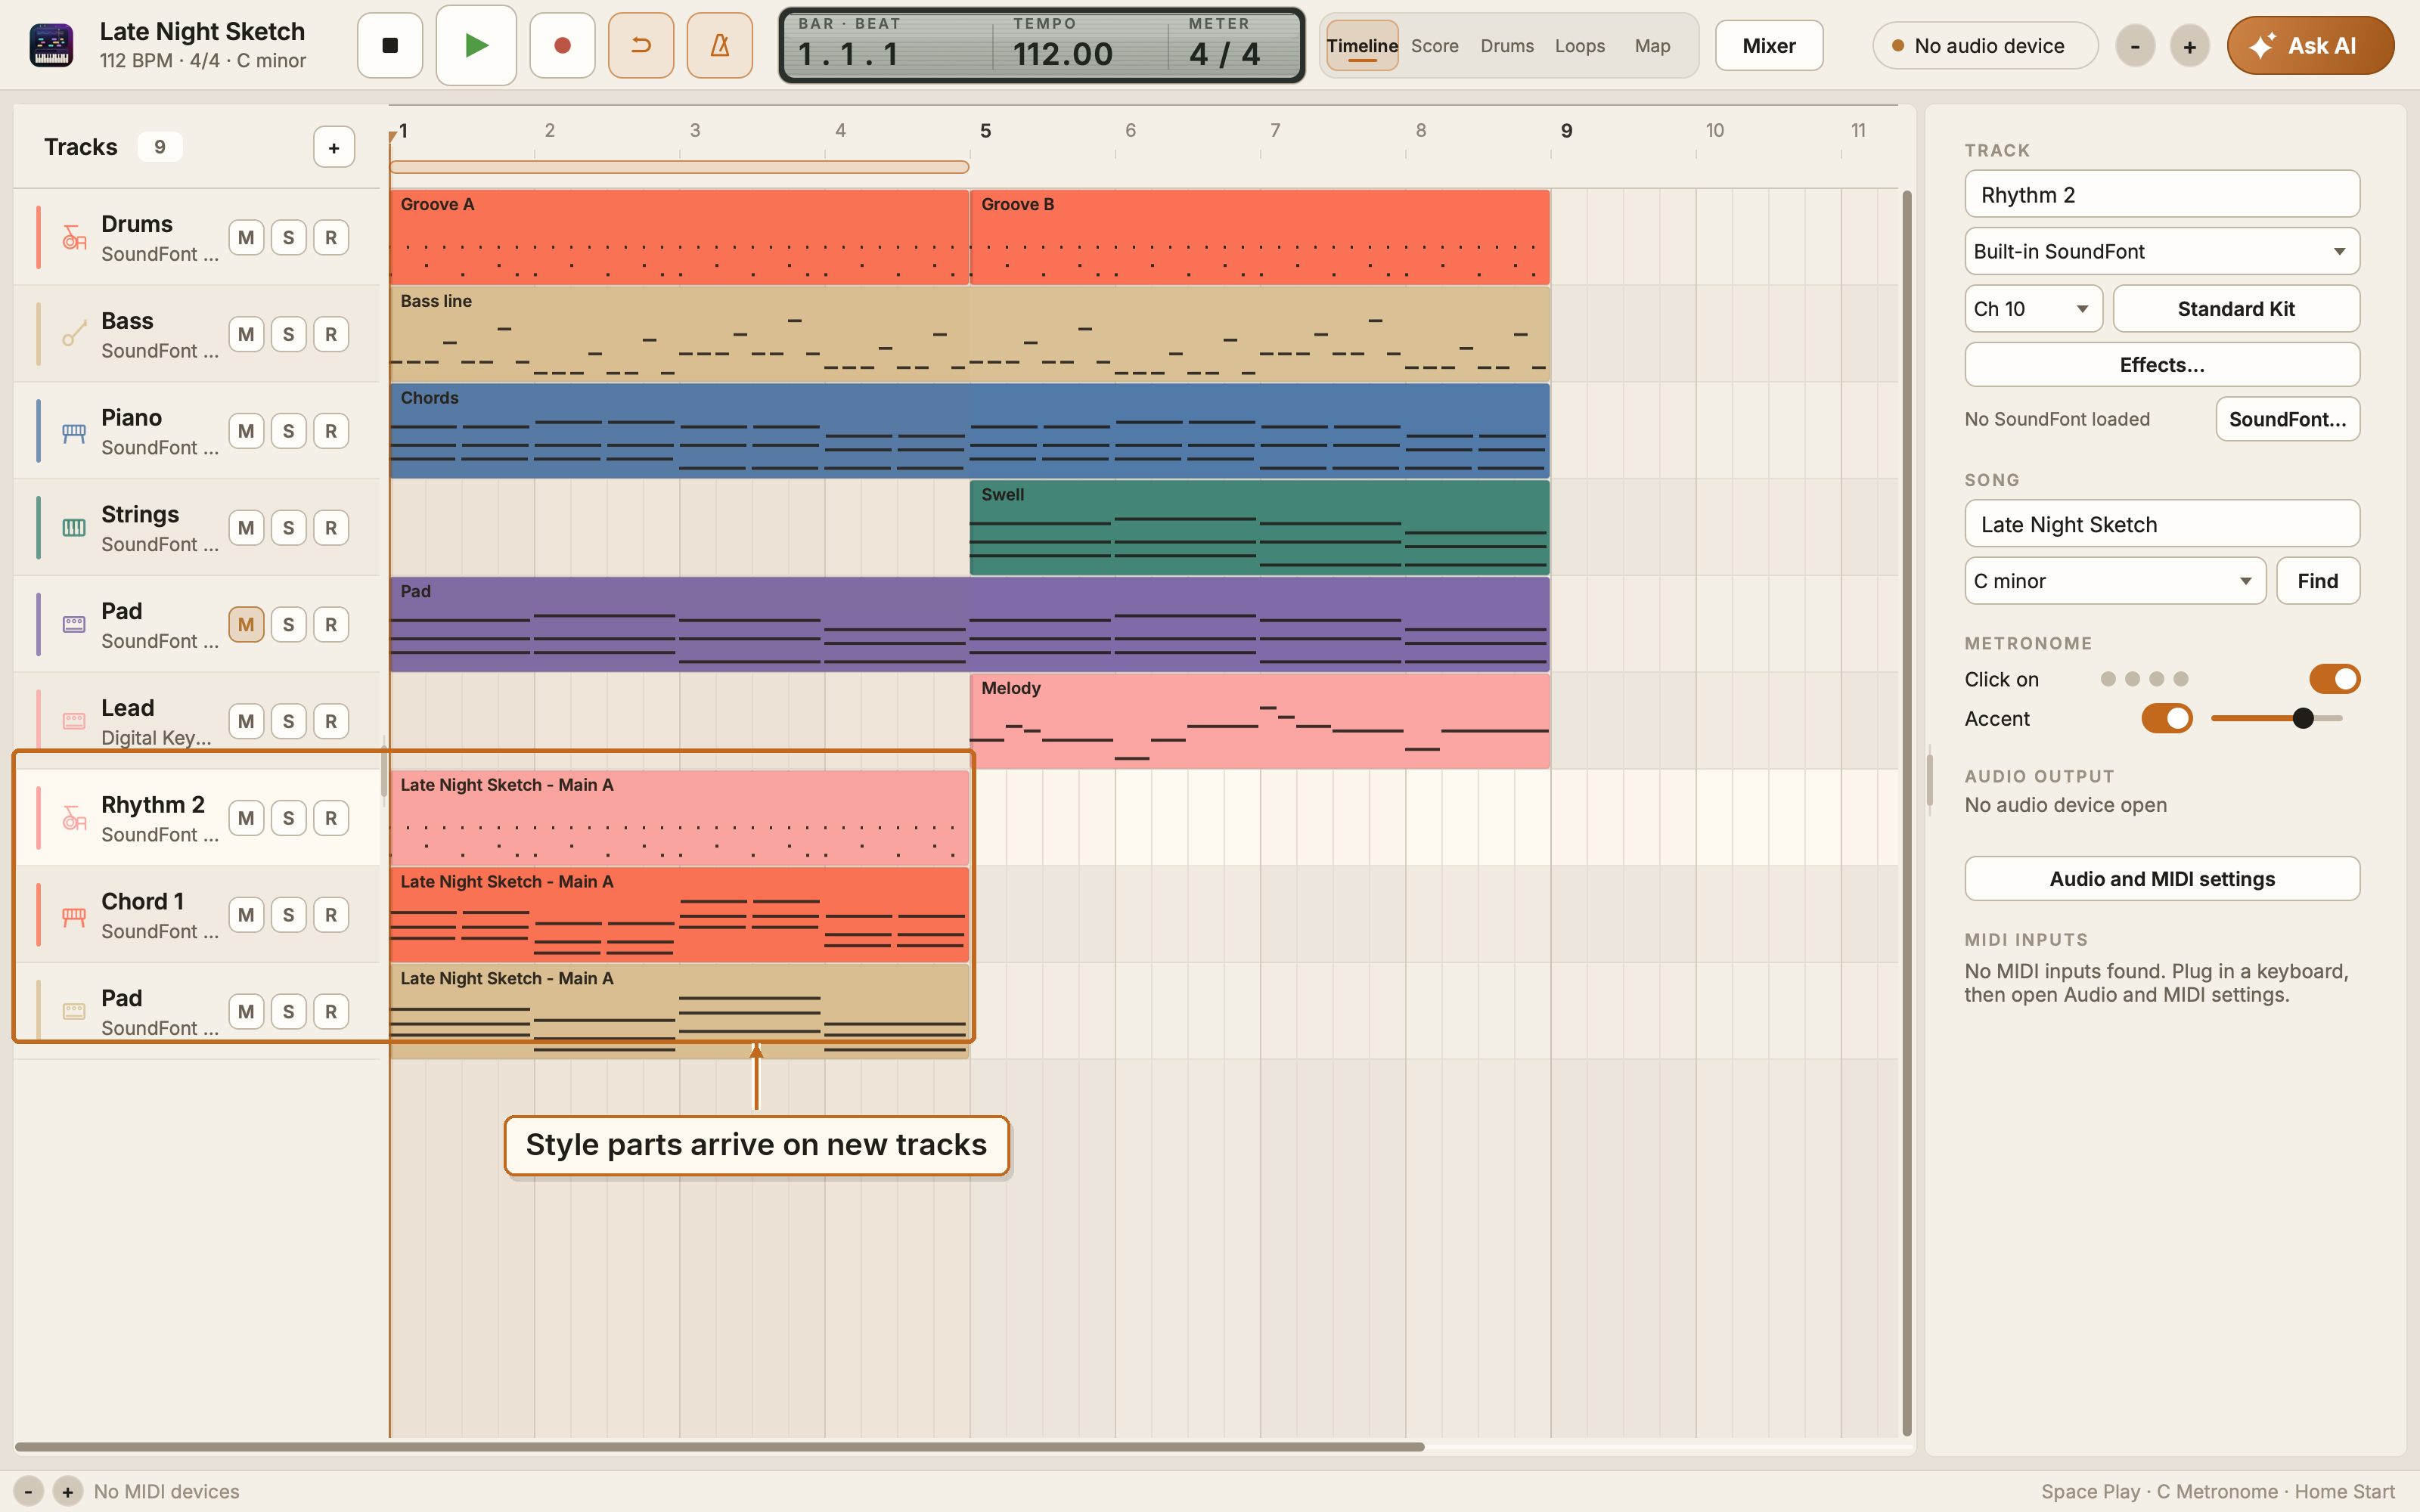 Late Night Sketch
112 BPM · 4/4 · C minor
BAR · BEAT
1 . 1 . 1
TEMPO
112.00
METER
4 / 4
Timeline
Score
Drums
Loops
Map
Mixer
No audio device
-
+
Ask AI
Tracks
9
+
1
2
3
4
5
6
7
8
9
10
11
Drums
SoundFont ...
M
S
R
Groove A
Groove B
Bass
SoundFont ...
M
S
R
Bass line
Piano
SoundFont ...
M
S
R
Chords
Strings
SoundFont ...
M
S
R
Swell
Pad
SoundFont ...
M
S
R
Pad
Lead
Digital Key...
M
S
R
Melody
Rhythm 2
SoundFont ...
M
S
R
Late Night Sketch - Main A
Chord 1
SoundFont ...
M
S
R
Late Night Sketch - Main A
Pad
SoundFont ...
M
S
R
Late Night Sketch - Main A
Style parts arrive on new tracks
TRACK
Rhythm 2
Built-in SoundFont
Ch 10
Standard Kit
Effects...
No SoundFont loaded
SoundFont...
SONG
Late Night Sketch
C minor
Find
METRONOME
Click on
Accent
AUDIO OUTPUT
No audio device open
Audio and MIDI settings
MIDI INPUTS
No MIDI inputs found. Plug in a keyboard,
then open Audio and MIDI settings.
-
+
No MIDI devices
Space Play · C Metronome · Home Start